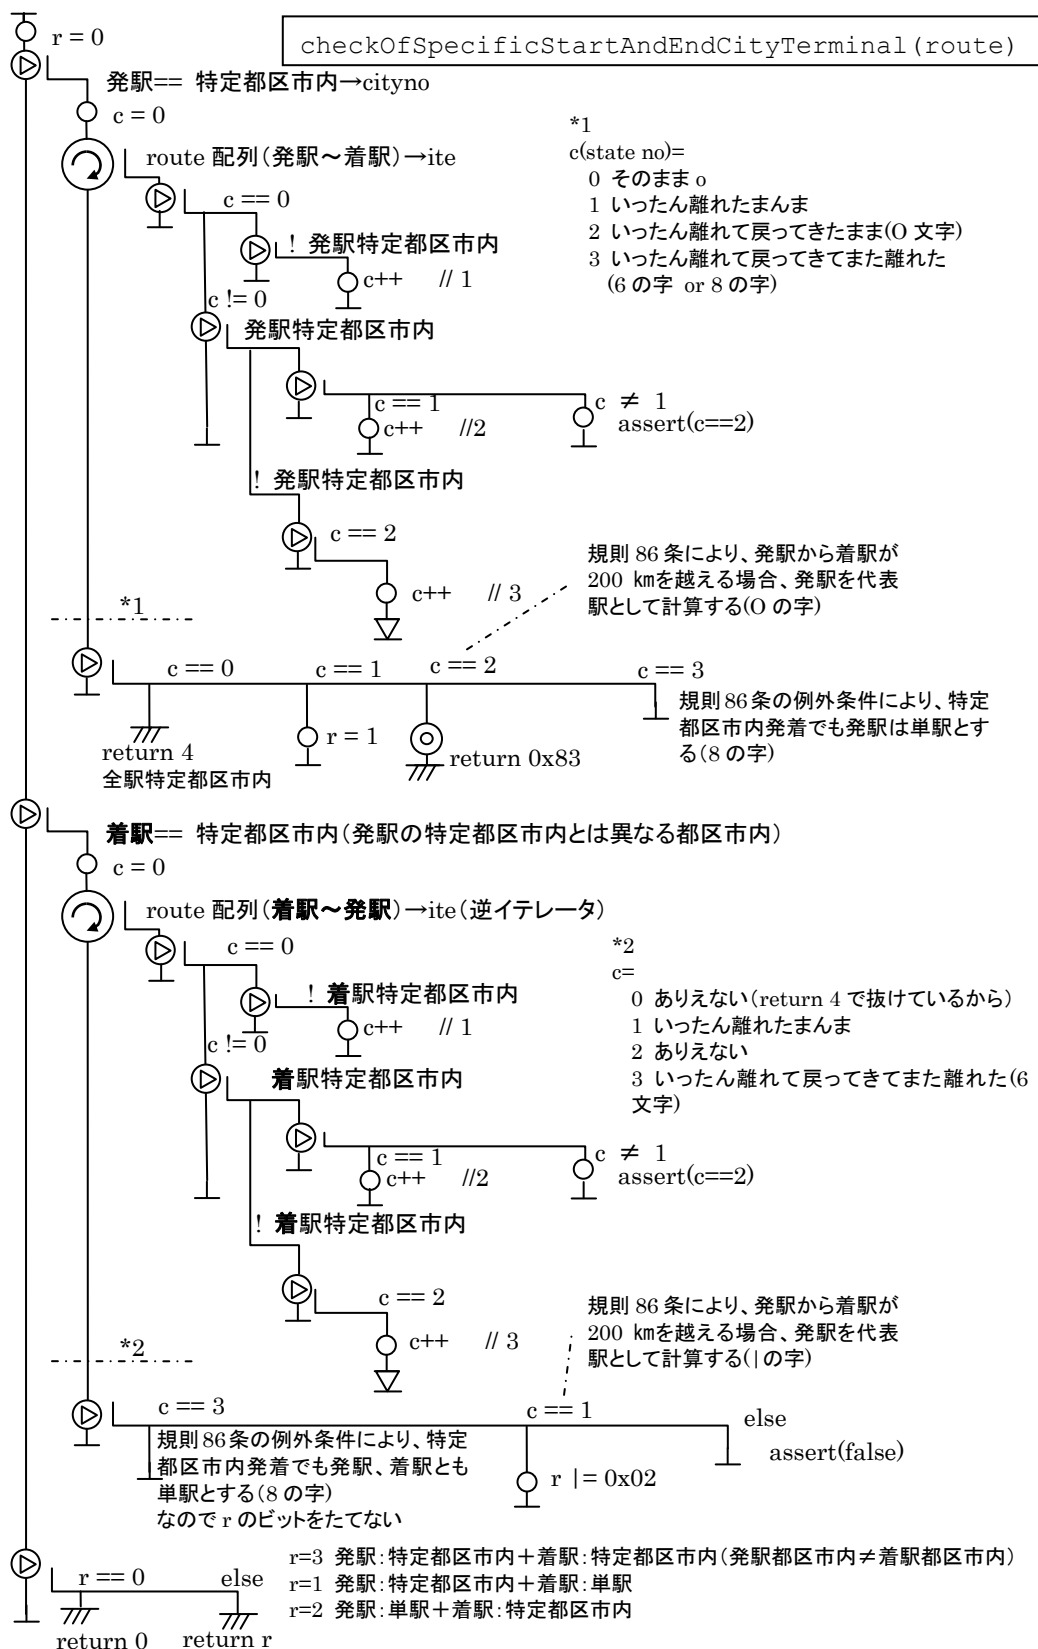 r = 0
checkOfSpecificStartAndEndCityTerminal(route)
発駅== 特定都区市内→cityno
c = 0
route 配列(発駅～着駅)→ite
c == 0
! 発駅特定都区市内
c++ // 1
*1
c(state no)=
0 そのままo
1 いったん離れたまんま
2 いったん離れて戻ってきたまま(O 文字)
3 いったん離れて戻ってきてまた離れた
(6 の字 or 8 の字)
c != 0
発駅特定都区市内
c == 1
c++ //2
c ≠ 1
assert(c==2)
! 発駅特定都区市内
c == 2
c++ // 3
規則 86 条により、発駅から着駅が
200 ㎞を越える場合、発駅を代表
駅として計算する(O の字)
*1
c == 0
c == 1
c == 2
c == 3
return 4
全駅特定都区市内
r = 1
return 0x83
規則86条の例外条件により、特定
都区市内発着でも発駅は単駅とす
る(8 の字)
着駅== 特定都区市内(発駅の特定都区市内とは異なる都区市内)
c = 0
route 配列(着駅～発駅)→ite(逆イテレータ)
c == 0
! 着駅特定都区市内
c++ // 1
*2
c=
0 ありえない(return 4 で抜けているから)
1 いったん離れたまんま
2 ありえない
3 いったん離れて戻ってきてまた離れた(6
文字)
c != 0
着駅特定都区市内
c == 1
c++ //2
c ≠ 1
assert(c==2)
! 着駅特定都区市内
c == 2
c++ // 3
規則 86 条により、発駅から着駅が
200 ㎞を越える場合、発駅を代表
駅として計算する(|の字)
*2
c == 3
c == 1
else
規則86条の例外条件により、特定
都区市内発着でも発駅、着駅とも
単駅とする(8 の字)
なので r のビットをたてない
r |= 0x02
assert(false)
r == 0
else
return 0
return r
r=3 発駅:特定都区市内+着駅:特定都区市内(発駅都区市内≠着駅都区市内)
r=1 発駅:特定都区市内+着駅:単駅
r=2 発駅:単駅+着駅:特定都区市内